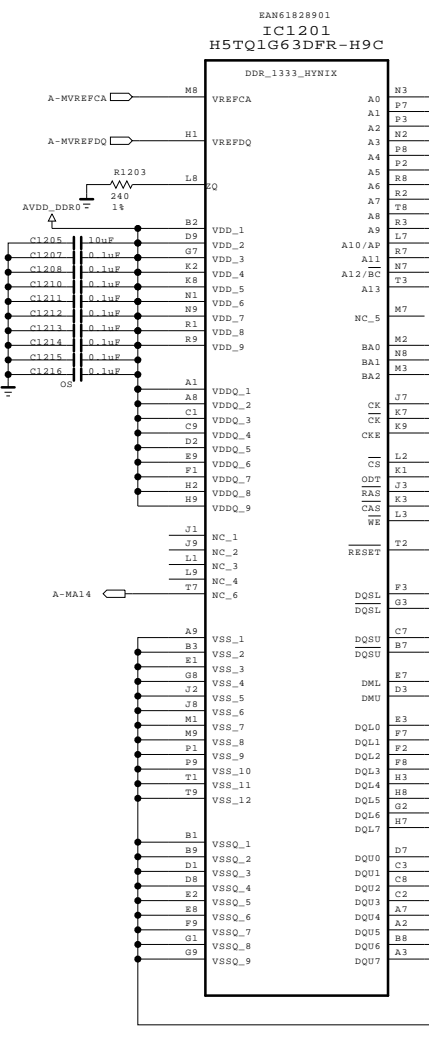 EAN61828901
IC1201
H5TQ1G63DFR-H9C
DDR_1333_HYNIX
A-MVREFCA
M8
VREFCA
A-MVREFDQ
H1
VREFDQ
R1203
240
1%
L8
ZQ
AVDD_DDR0
C1205 10uF
C1207 0.1uF
C1208 0.1uF
C1210 0.1uF
C1211 0.1uF
C1212 0.1uF
C1213 0.1uF
C1214 0.1uF
C1215 0.1uF
C1216 0.1uF
OS
B2 VDD_1
D9 VDD_2
G7 VDD_3
K2 VDD_4
K8 VDD_5
N1 VDD_6
N9 VDD_7
R1 VDD_8
R9 VDD_9
A1 VDDQ_1
A8 VDDQ_2
C1 VDDQ_3
C9 VDDQ_4
D2 VDDQ_5
E9 VDDQ_6
F1 VDDQ_7
H2 VDDQ_8
H9 VDDQ_9
J1 NC_1
J9 NC_2
L1 NC_3
L9 NC_4
A-MA14
T7 NC_6
A9 VSS_1
B3 VSS_2
E1 VSS_3
G8 VSS_4
J2 VSS_5
J8 VSS_6
M1 VSS_7
M9 VSS_8
P1 VSS_9
P9 VSS_10
T1 VSS_11
T9 VSS_12
B1 VSSQ_1
B9 VSSQ_2
D1 VSSQ_3
D8 VSSQ_4
E2 VSSQ_5
E8 VSSQ_6
F9 VSSQ_7
G1 VSSQ_8
G9 VSSQ_9
A0 N3
A1 P7
A2 P3
A3 N2
A4 P8
A5 P2
A6 R8
A7 R2
A8 T8
A9 R3
A10/AP L7
A11 R7
A12/BC N7
A13 T3
NC_5 M7
BA0 M2
BA1 N8
BA2 M3
CK J7
CK K7
CKE K9
CS L2
ODT K1
RAS J3
CAS K3
WE L3
RESET T2
DQSL F3
DQSL G3
DQSU C7
DQSU B7
DML E7
DMU D3
DQL0 E3
DQL1 F7
DQL2 F2
DQL3 F8
DQL4 H3
DQL5 H8
DQL6 G2
DQL7 H7
DQU0 D7
DQU1 C3
DQU2 C8
DQU3 C2
DQU4 A7
DQU5 A2
DQU6 B8
DQU7 A3